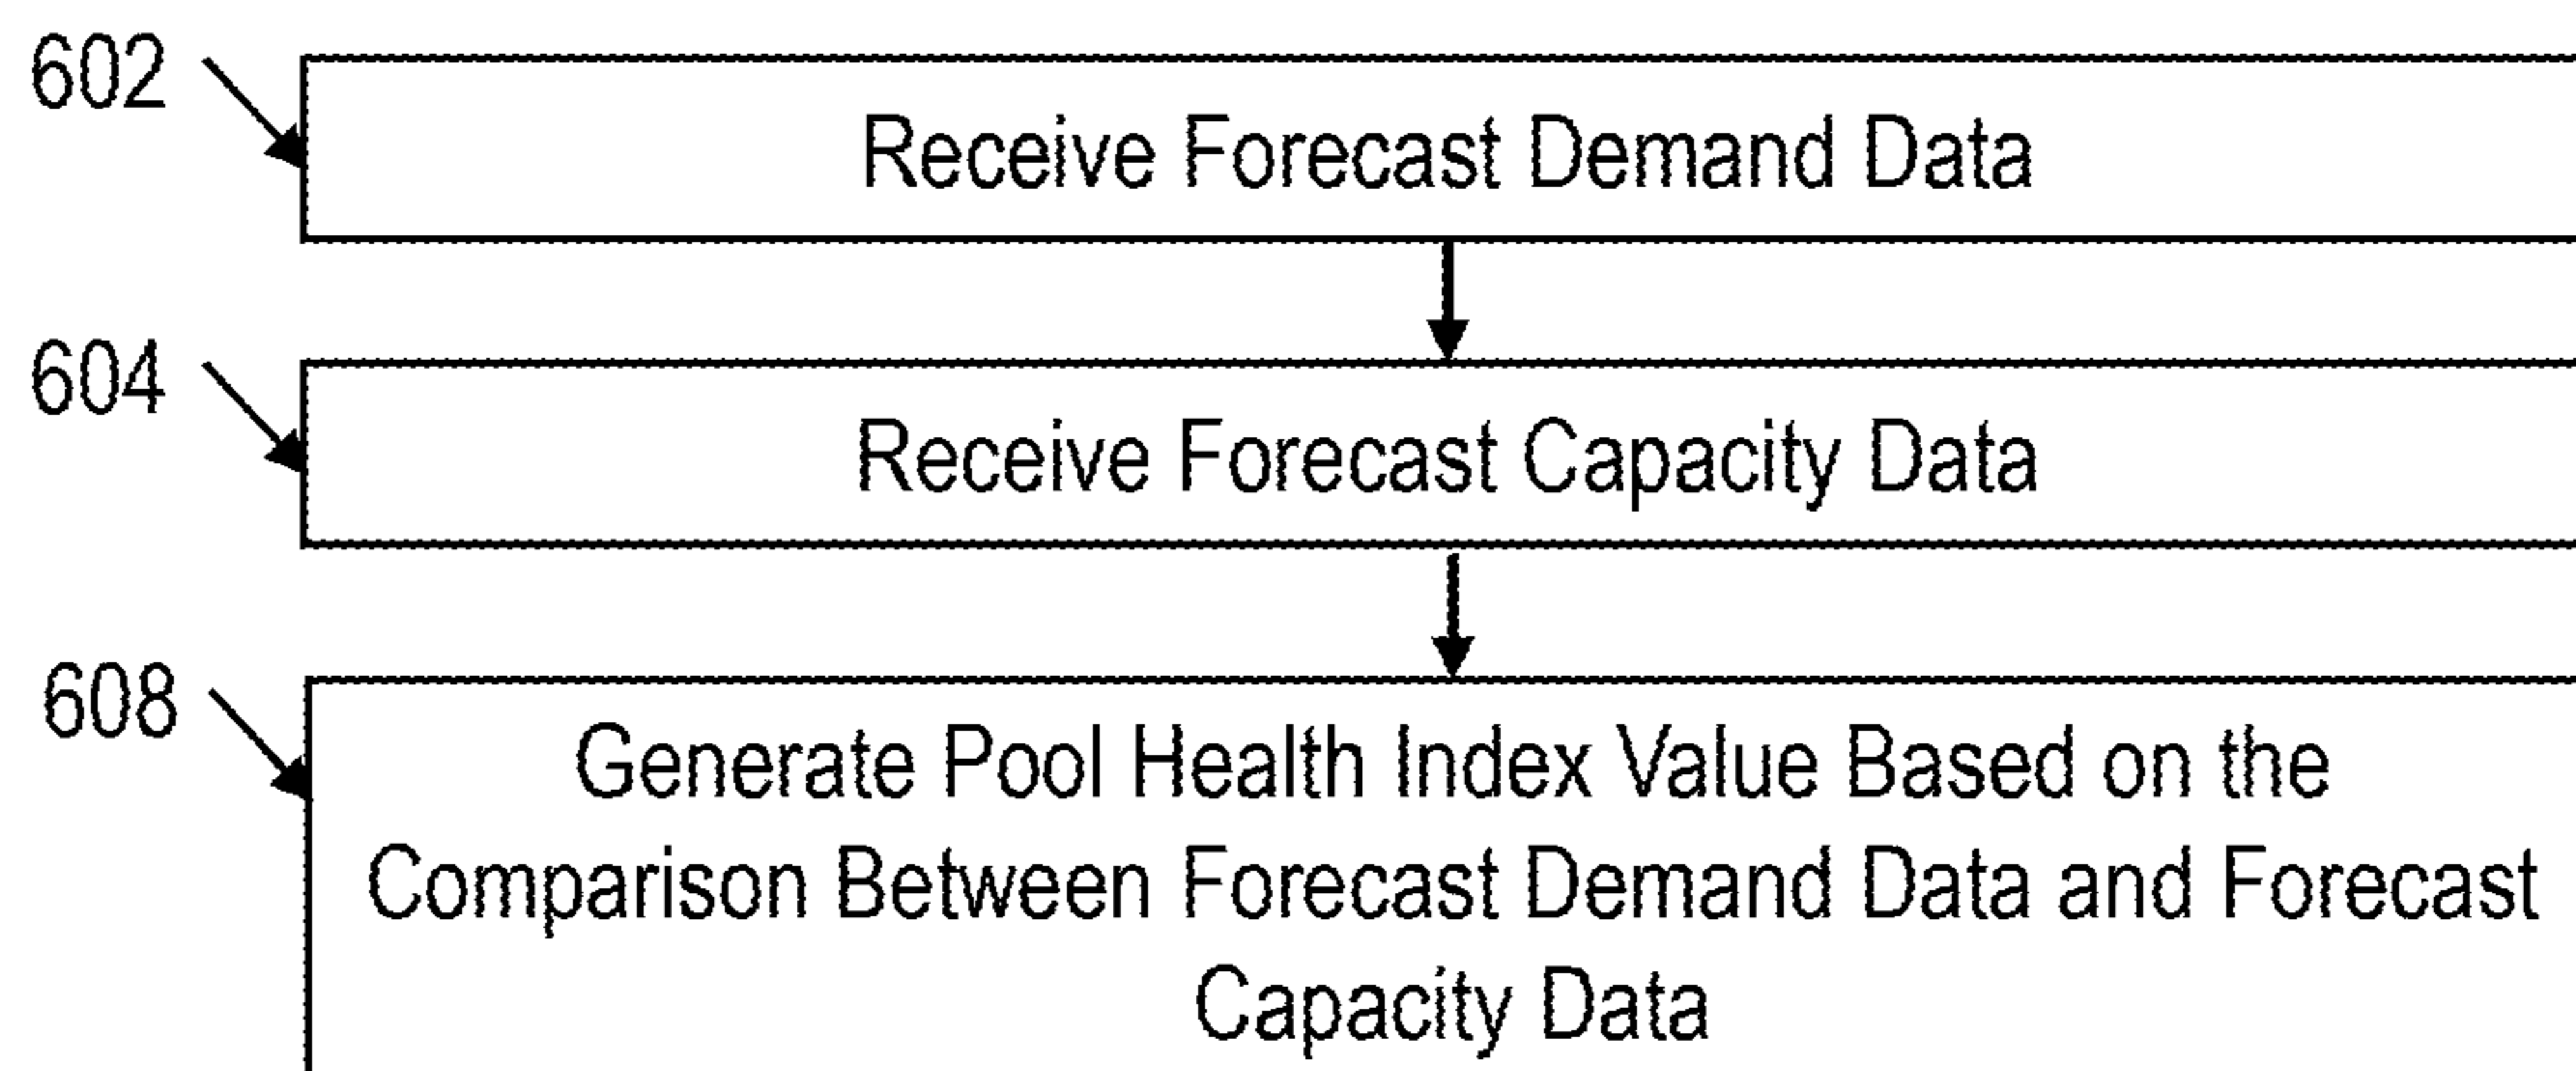 602
Receive Forecast Demand Data
604
Receive Forecast Capacity Data
608
Generate Pool Health Index Value Based on the
Comparison Between Forecast Demand Data and Forecast
Capacity Data